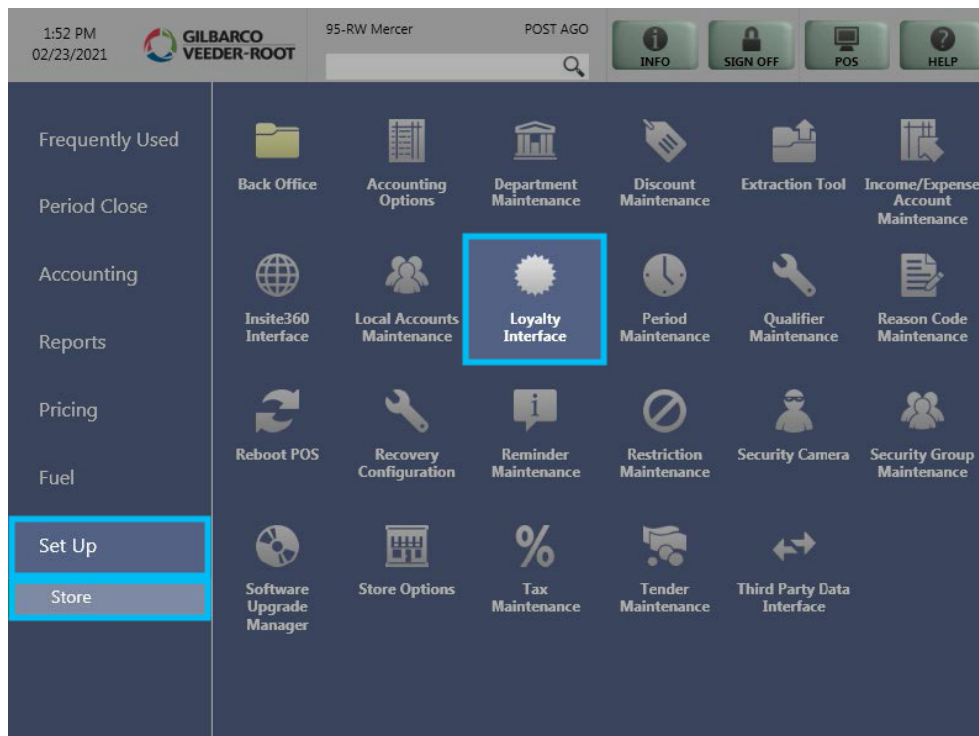 1:52 PM
02/23/2021
GILBARCO
VEEDER-ROOT
95-RW Mercer
POST AGO
INFO
SIGN OFF
POS
HELP
Frequently Used
Period Close
Accounting
Reports
Pricing
Fuel
Set Up
Store
Back Office
Accounting
Options
Department
Maintenance
Discount
Maintenance
Extraction Tool
Income/Expense
Account
Maintenance
Insite360
Interface
Local Accounts
Maintenance
Loyalty
Interface
Period
Maintenance
Qualifier
Maintenance
Reason Code
Maintenance
Reboot POS
Recovery
Configuration
Reminder
Maintenance
Restriction
Maintenance
Security Camera
Security Group
Maintenance
Software
Upgrade
Manager
Store Options
Tax
Maintenance
Tender
Maintenance
Third Party Data
Interface